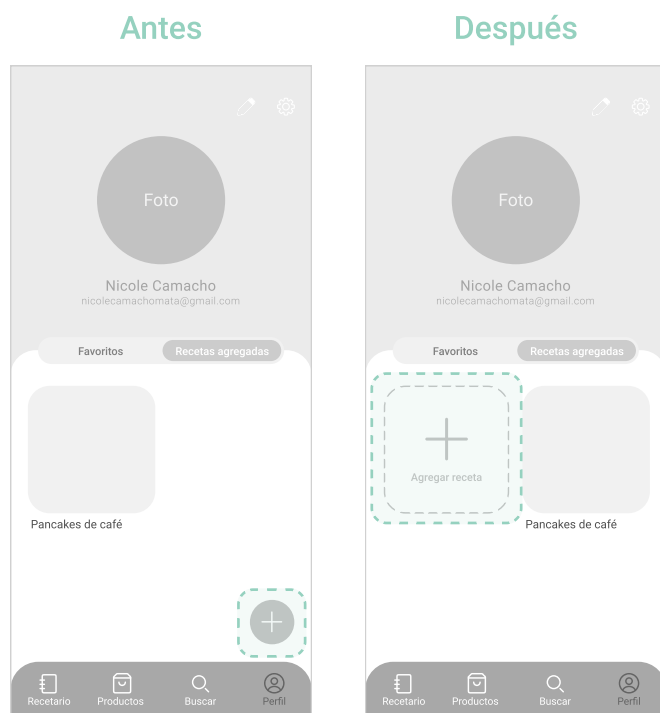 Antes
Foto
Nicole Camacho
nicolecamachomata@gmail.com
Favoritos Recetas agregadas
Pancakes de café
Recetario Productos Buscar Perfil
Después
Foto
Nicole Camacho
nicolecamachomata@gmail.com
Favoritos Recetas agregadas
Agregar receta
Pancakes de café
Recetario Productos Buscar Perfil